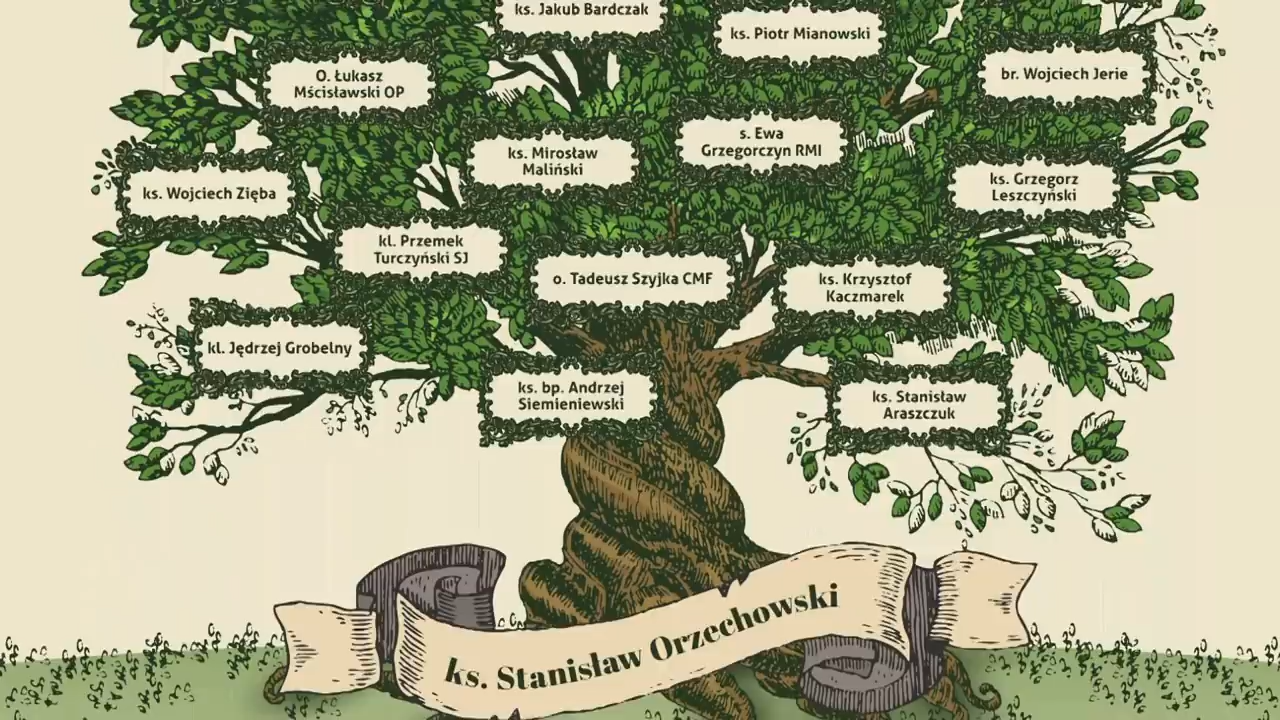 ks. Jakub Bardczak
ks. Piotr Mianowski
O. Łukasz
Mścisławski OP
br. Wojciech Jerie
s. Ewa
Grzegorczyn RMI
ks. Mirosław
Maliński
ks. Wojciech Zięba
ks. Grzegorz
Leszczyński
kl. Przemek
Turczyński SJ
o. Tadeusz Szyjka CMF
ks. Krzysztof
Kaczmarek
kl. Jędrzej Grobelny
ks. bp. Andrzej
Siemieniewski
ks. Stanisław
Araszczuk
ks. Stanisław Orzechowski